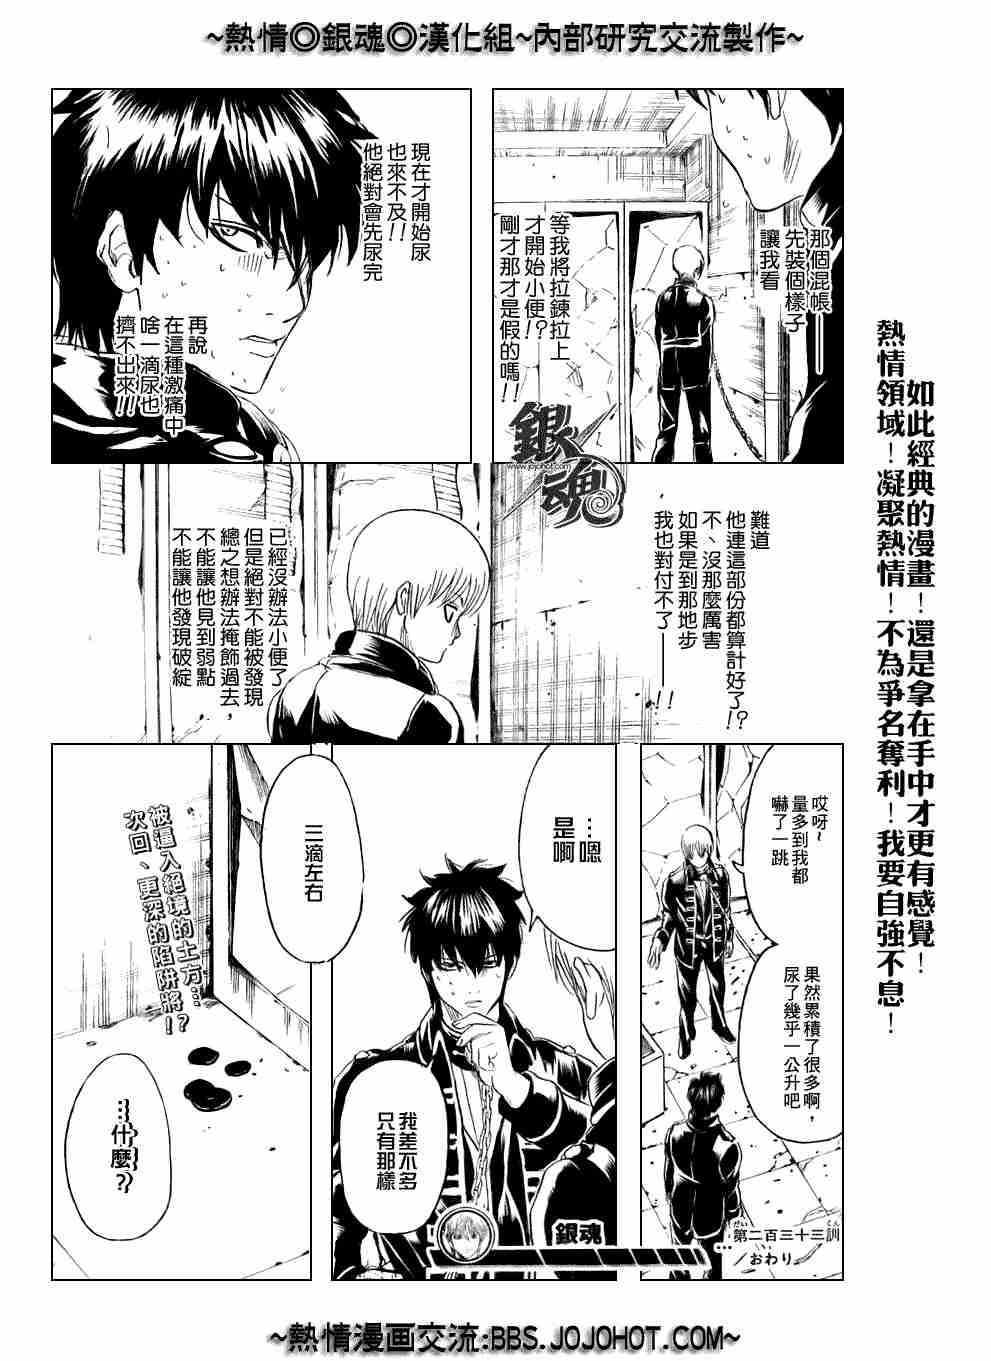 ~熱情◎銀魂◎漢化組~內部研究交流製作~
那個混帳——
先裝個樣子
讓我看
等我將拉鍊拉上
才開始小便!?
剛才那才是假的嗎!!
現在才開始尿
也來不及!!
他絕對會先尿完
再說
在這種激痛中
啥一滴尿也
擠不出來!!
銀魂
www.jojohot.com
難道
他連這部份都算計好了!?
不、沒那麼厲害
如果是到那地步
我也對付不了——!!
已經沒辦法小便了
但是絕對不能被發現
總之想辦法掩飾過去,
不能讓他見到弱點
不能讓他發現破綻
哎呀~
量多到我都
嚇了一跳
果然累積了很多啊,
尿了幾乎一公升吧
…嗯
是啊
我差不多
只有那樣
三滴左右
…什麼?
被逼入絕境的土方…
次回、更深的陷阱將!?
銀魂
…第二百三十三訓
だい
くん
／おわり
如此經典的漫畫！還是拿在手中才更有感覺！
熱情領域！凝聚熱情！不為爭名奪利！我要自強不息！
~熱情漫画交流:BBS.JOJOHOT.COM~